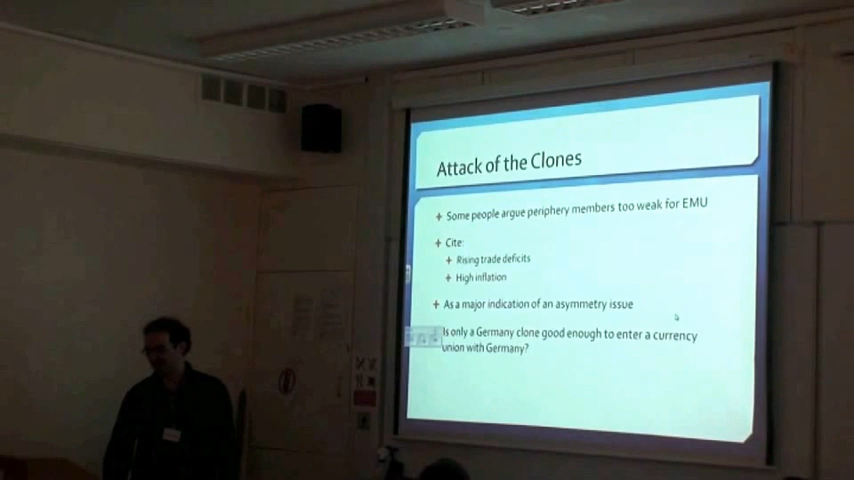 Attack of the Clones
Some people argue periphery members too weak for EMU
Cite:
Rising trade deficits
High inflation
As a major indication of an asymmetry issue
Is only a Germany clone good enough to enter a currency
union with Germany?